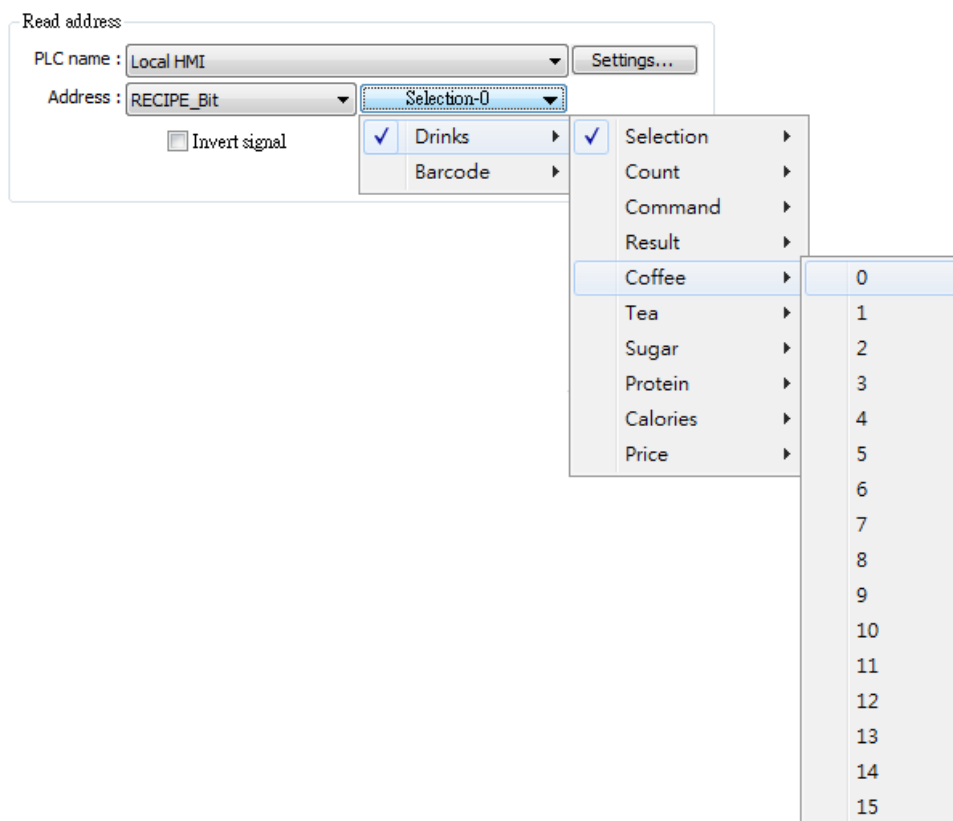 Read address
PLC name : Local HMI Settings...
Address : RECIPE_Bit Selection-0
Invert signal
Drinks
Barcode
Selection
Count
Command
Result
Coffee
Tea
Sugar
Protein
Calories
Price
0
1
2
3
4
5
6
7
8
9
10
11
12
13
14
15